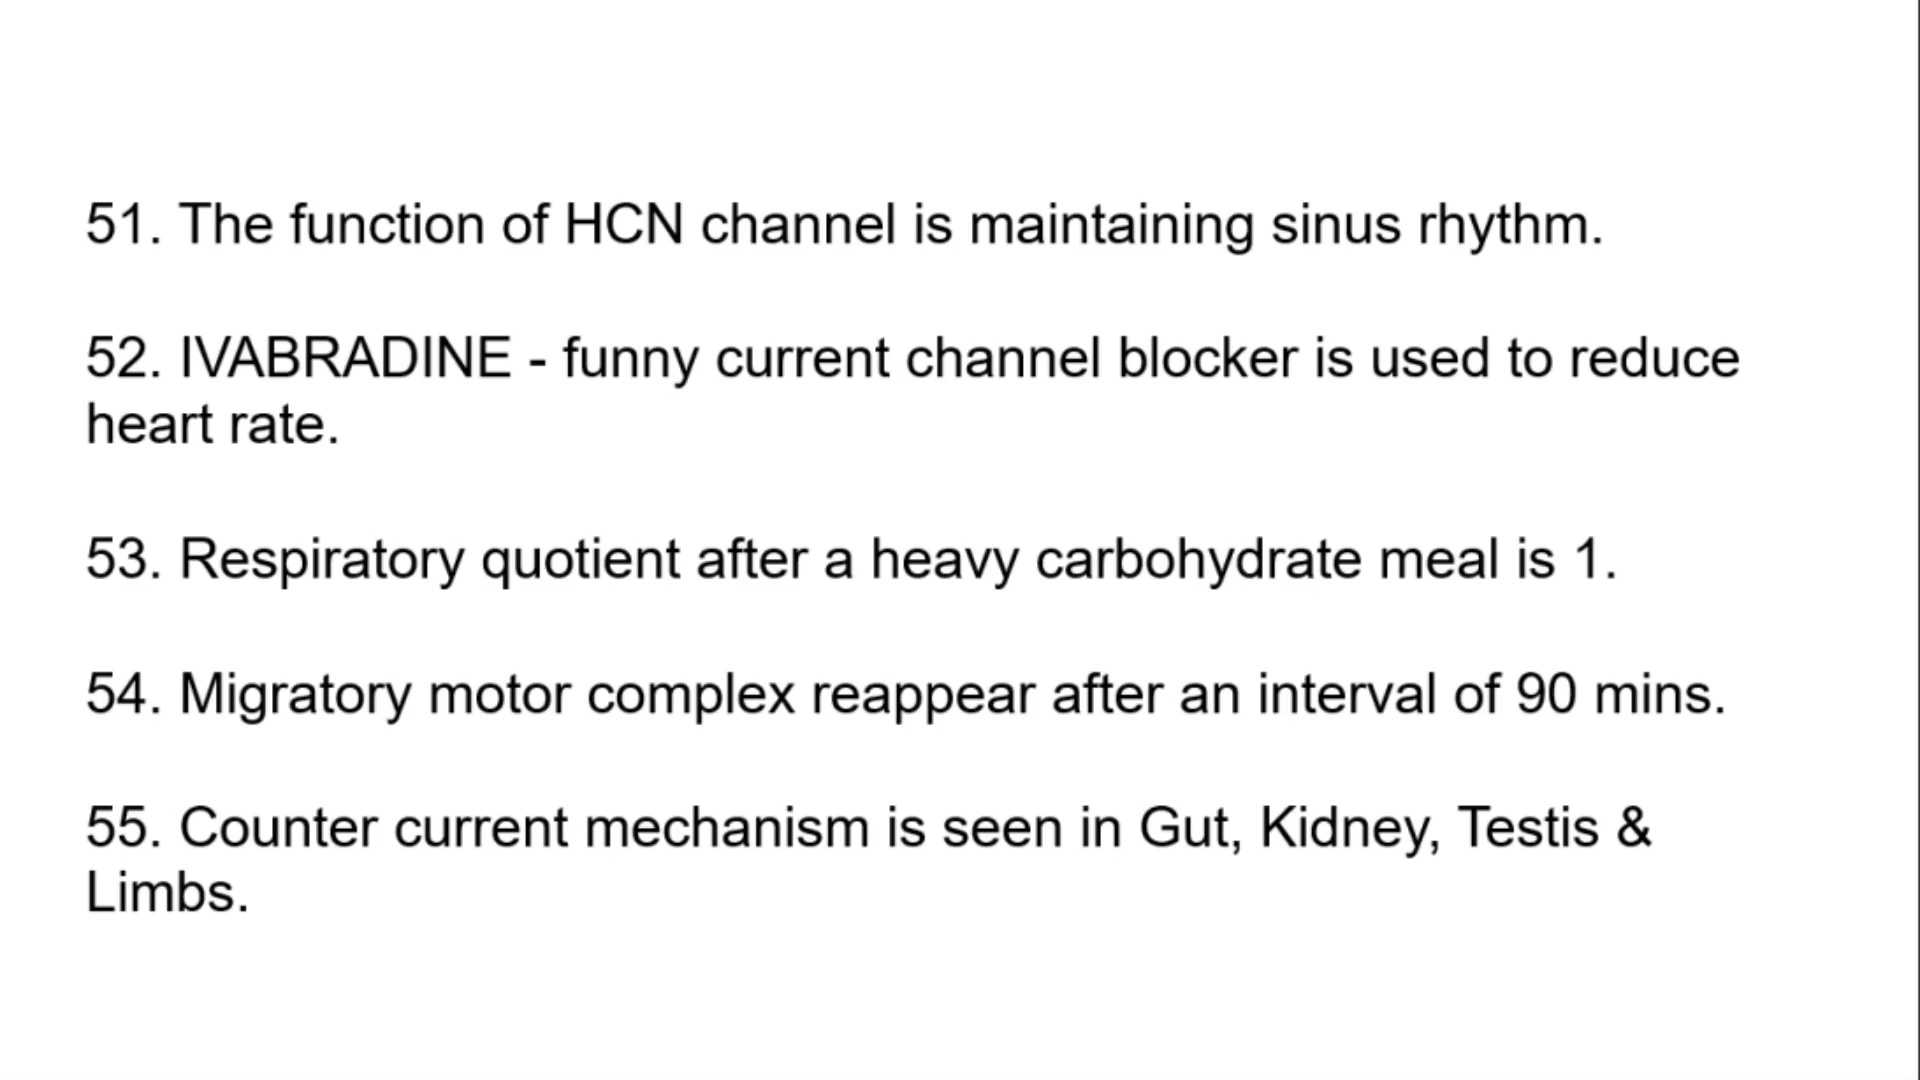 51. The function of HCN channel is maintaining sinus rhythm.
52. IVABRADINE - funny current channel blocker is used to reduce
heart rate.
53. Respiratory quotient after a heavy carbohydrate meal is 1.
54. Migratory motor complex reappear after an interval of 90 mins.
55. Counter current mechanism is seen in Gut, Kidney, Testis &
Limbs.